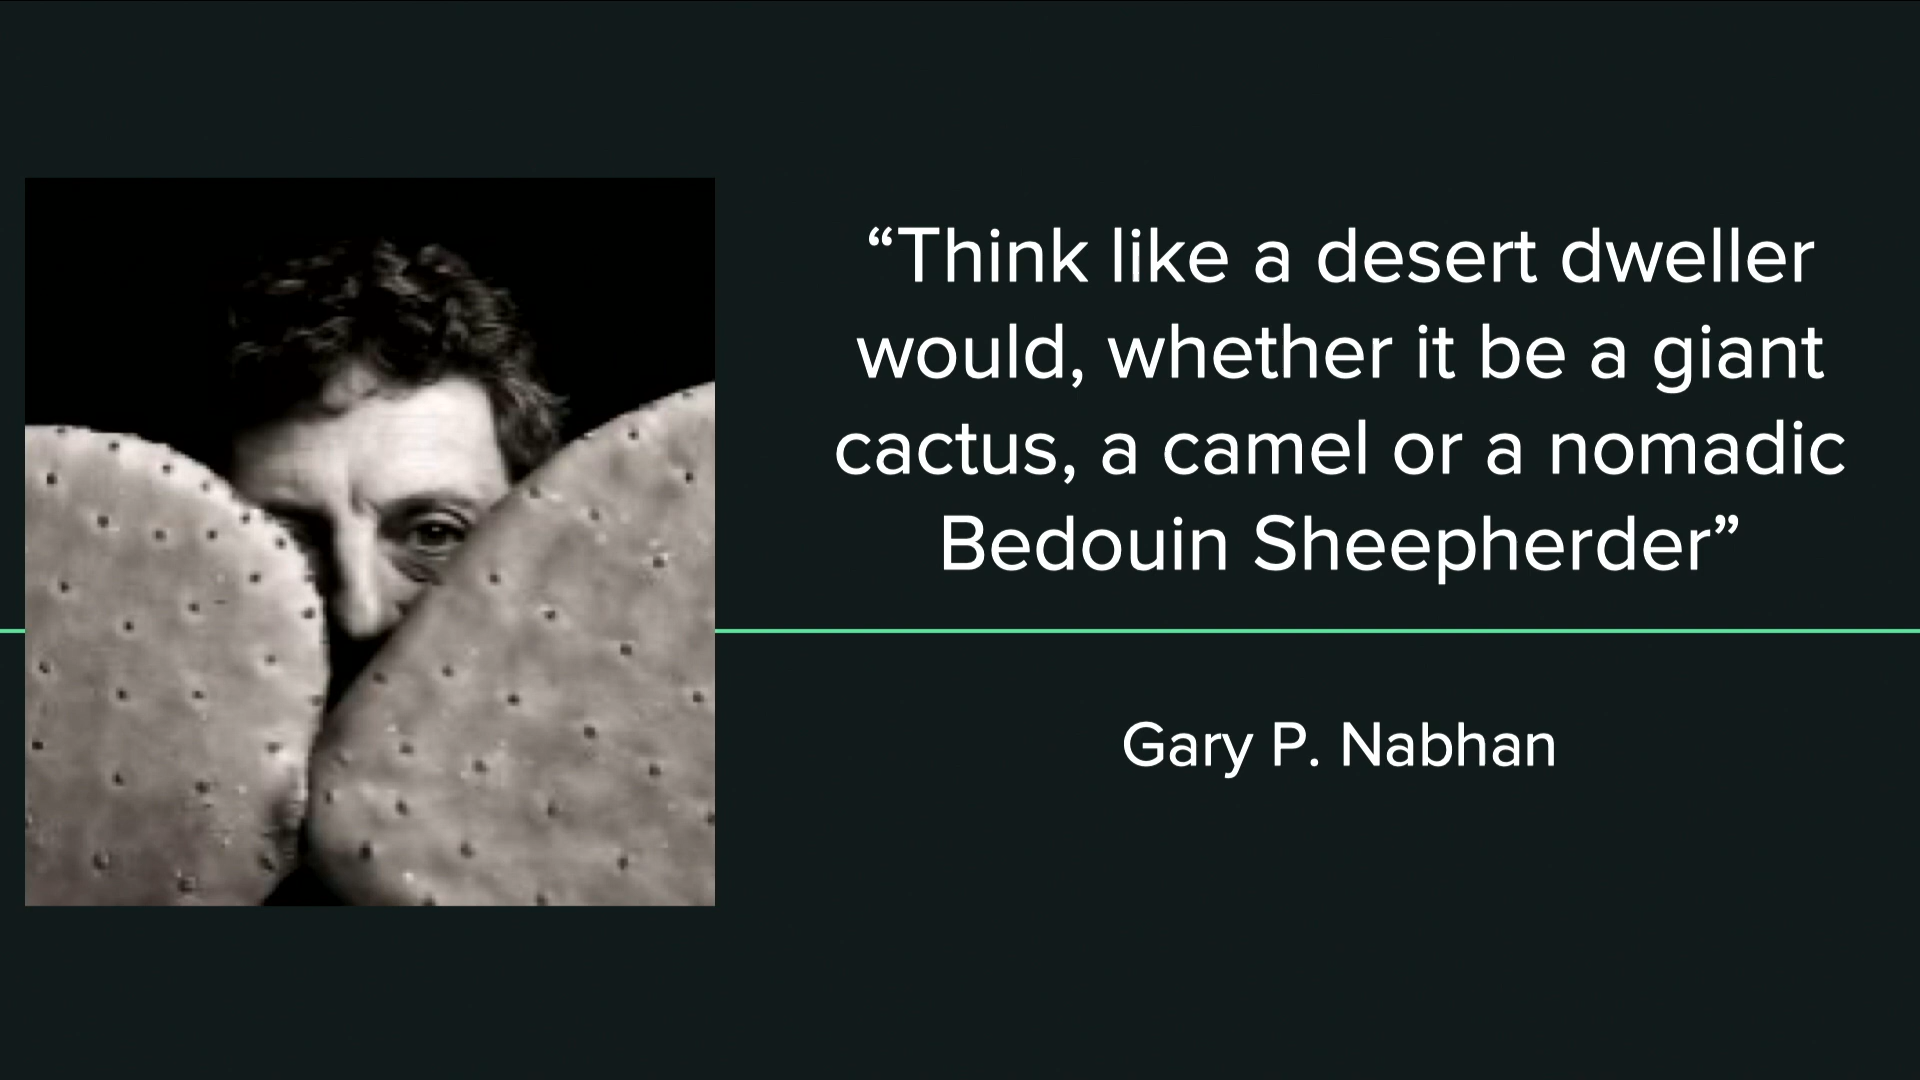 “Think like a desert dweller
would, whether it be a giant
cactus, a camel or a nomadic
Bedouin Sheepherder”
Gary P. Nabhan